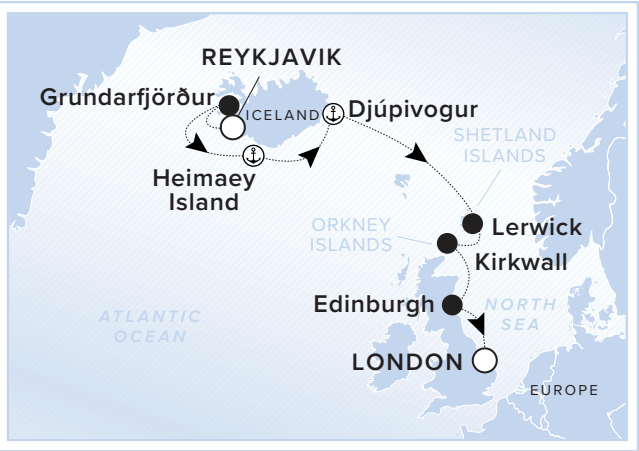 REYKJAVIK
Grundarfjörður
ICELAND
Djúpivogur
SHETLAND
ISLANDS
Heimaey
Island
ORKNEY
ISLANDS
Lerwick
Kirkwall
Edinburgh
NORTH
SEA
ATLANTIC
OCEAN
LONDON
EUROPE